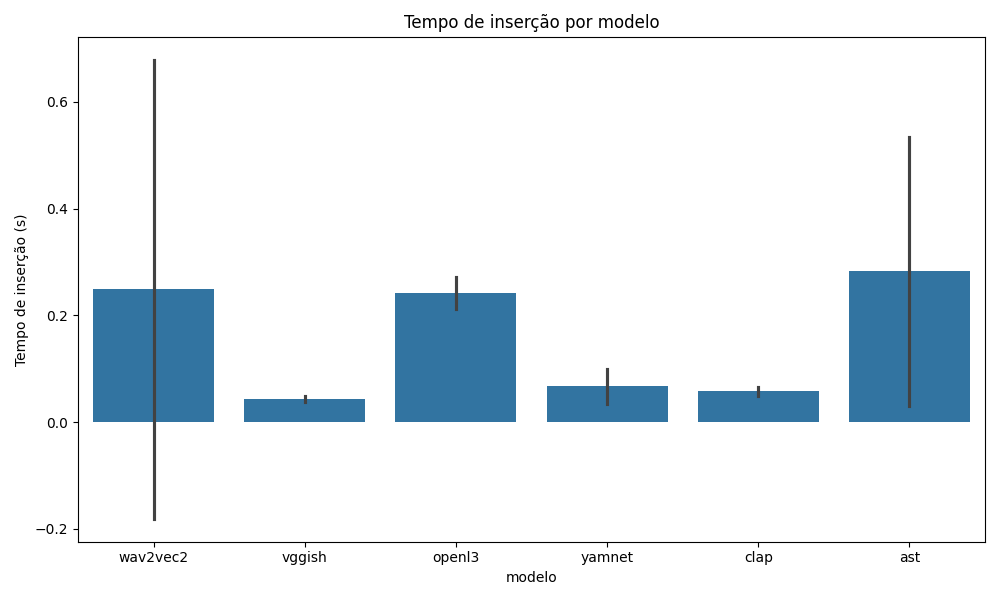 Tempo de inserção por modelo
Tempo de inserção (s)
0.6
0.4
0.2
0.0
−0.2
wav2vec2 vggish openl3 yamnet clap ast
modelo